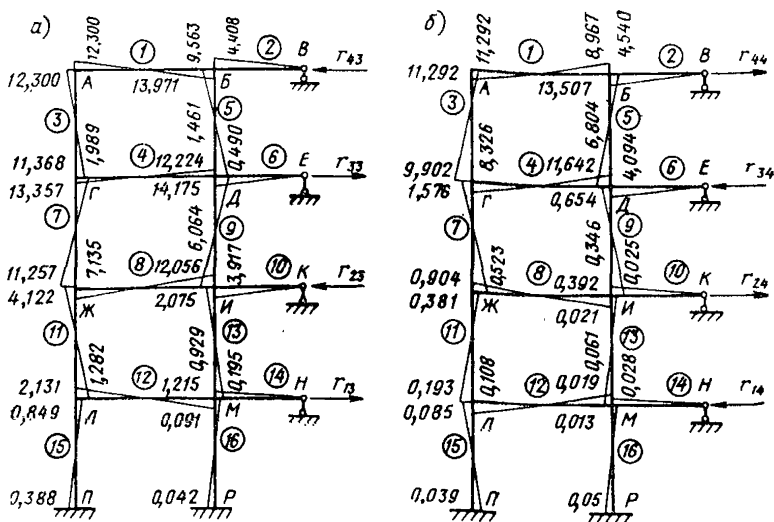 а)
12,300
9,563
4,408
1
2
В
r43
12,300
А
13,971
Б
3
5
1,989
1,461
0,490
11,368
4
12,224
6
Е
r33
13,357
Г
14,175
Д
7
9
7,135
6,064
3,917
11,257
8
12,056
10
К
r23
4,122
Ж
2,075
И
11
13
1,282
0,929
0,195
2,131
12
1,215
14
Н
r13
0,849
Л
0,091
М
15
16
0,388
П
0,042
Р
б)
11,292
8,967
4,540
1
2
В
r44
11,292
А
13,507
Б
3
5
8,326
6,804
4,094
9,902
4
11,642
6
Е
r34
1,576
Г
0,654
Д
7
9
0,523
0,346
0,025
0,904
8
0,392
10
К
r24
0,381
Ж
0,021
И
11
13
0,108
0,061
0,028
0,193
12
0,019
14
Н
r14
0,085
Л
0,013
М
15
16
0,039
П
0,05
Р